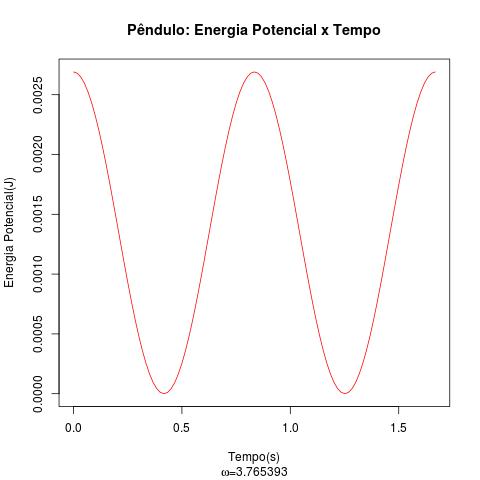 Pêndulo: Energia Potencial x Tempo
Energia Potencial(J)
0.0025
0.0020
0.0015
0.0010
0.0005
0.0000
0.0 0.5 1.0 1.5
Tempo(s)
ω=3.765393